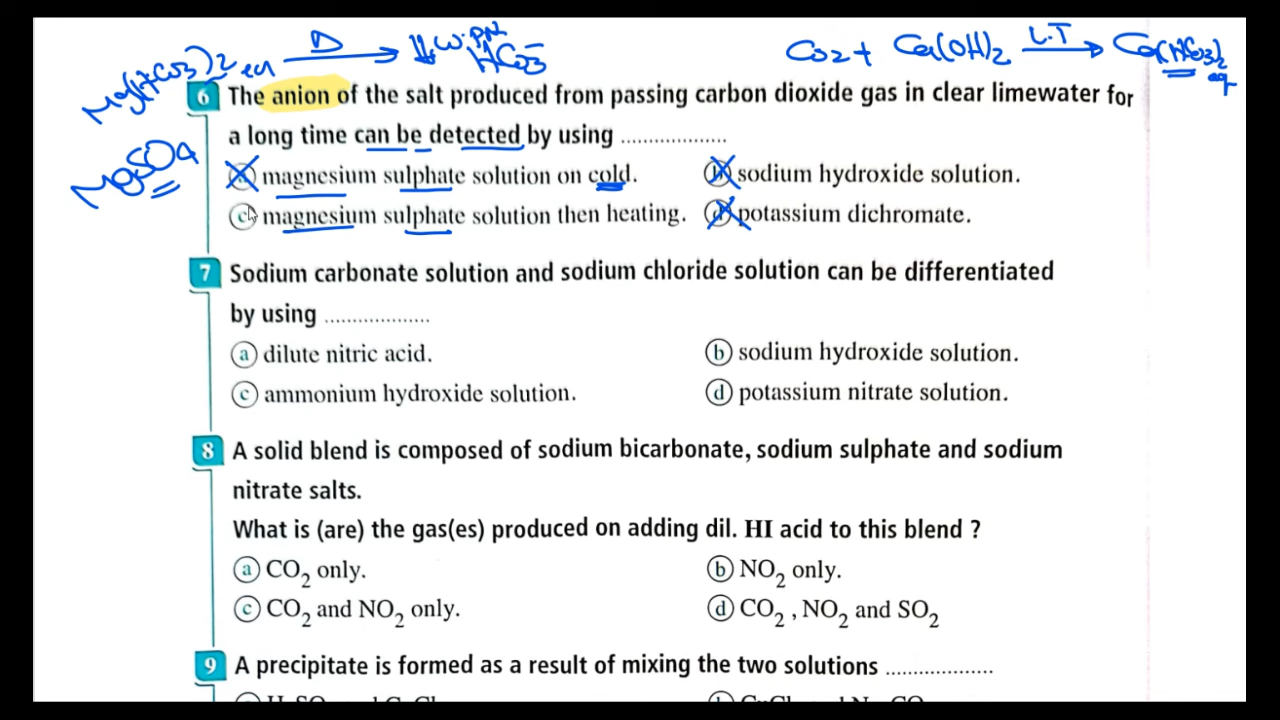 Mg(HCO3)2 aq —Δ→ ⇓ w.ppt HCO3⁻
CO2 + Ca(OH)2 —L.T→ Ca(HCO3)2 aq
6 The anion of the salt produced from passing carbon dioxide gas in clear limewater for
a long time can be detected by using ...................
MgSO4
a magnesium sulphate solution on cold. b sodium hydroxide solution.
c magnesium sulphate solution then heating. d potassium dichromate.
7 Sodium carbonate solution and sodium chloride solution can be differentiated
by using ...................
a dilute nitric acid. b sodium hydroxide solution.
c ammonium hydroxide solution. d potassium nitrate solution.
8 A solid blend is composed of sodium bicarbonate, sodium sulphate and sodium
nitrate salts.
What is (are) the gas(es) produced on adding dil. HI acid to this blend ?
a CO2 only. b NO2 only.
c CO2 and NO2 only. d CO2 , NO2 and SO2
9 A precipitate is formed as a result of mixing the two solutions ...................